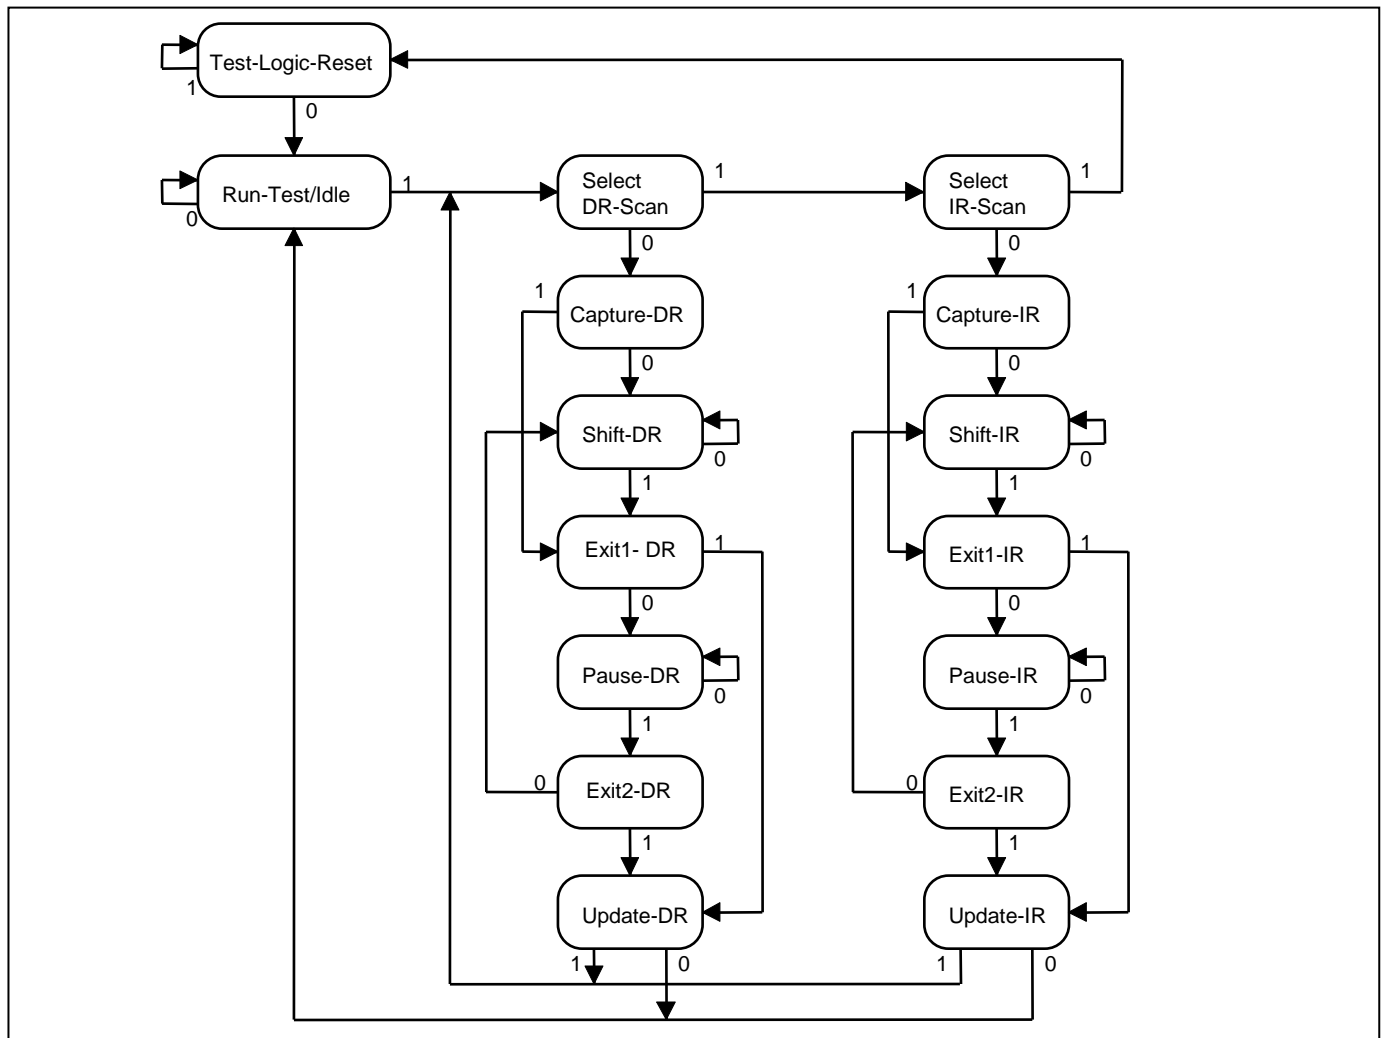 Test-Logic-Reset
1
0
Run-Test/Idle
0
1
Select
DR-Scan
1
0
Select
IR-Scan
1
0
1
Capture-DR
0
1
Capture-IR
0
Shift-DR
0
1
Shift-IR
0
1
Exit1- DR
1
0
Exit1-IR
1
0
Pause-DR
0
1
Pause-IR
0
1
0
Exit2-DR
1
0
Exit2-IR
1
Update-DR
1
0
Update-IR
1
0